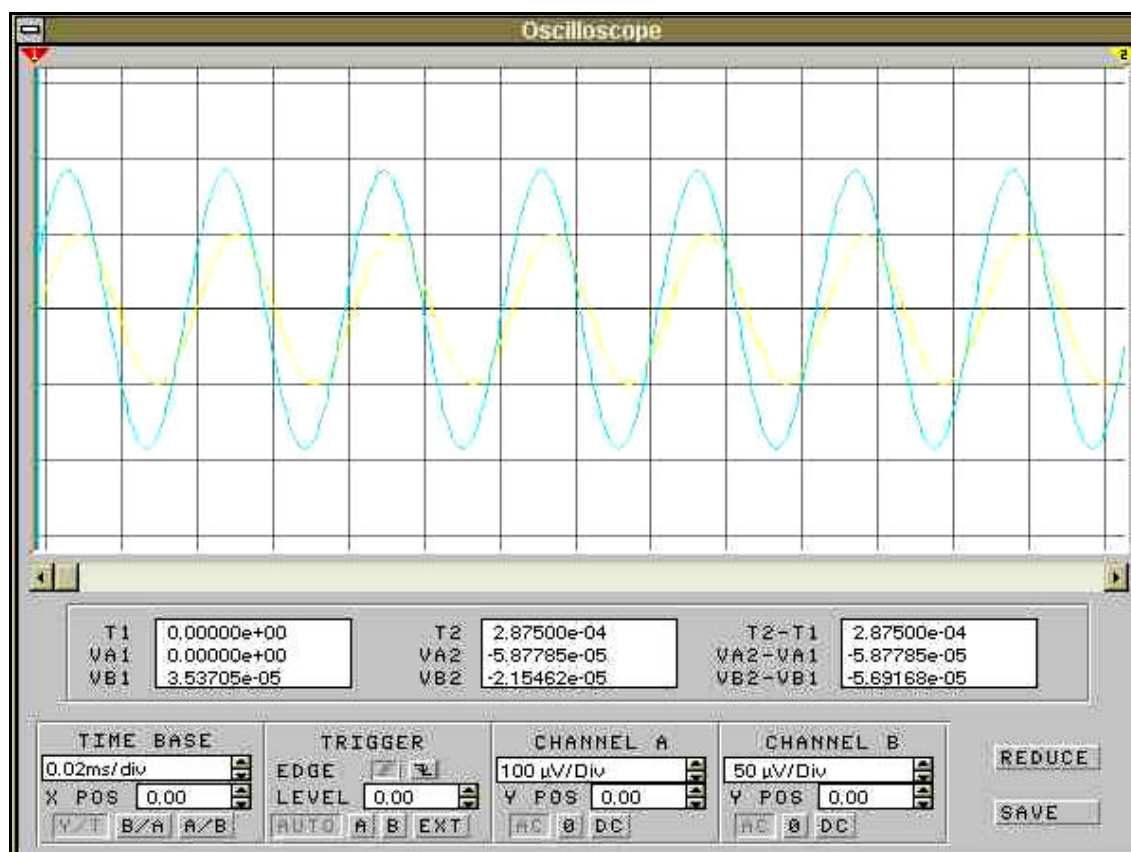 Oscilloscope
1 2
T1 0.00000e+00 T2 2.87500e-04 T2-T1 2.87500e-04
VA1 0.00000e+00 VA2 -5.87785e-05 VA2-VA1 -5.87785e-05
VB1 3.53705e-05 VB2 -2.15462e-05 VB2-VB1 -5.69168e-05
TIME BASE TRIGGER CHANNEL A CHANNEL B
0.02ms/div EDGE 100 µV/Div 50 µV/Div REDUCE
X POS 0.00 LEVEL 0.00 Y POS 0.00 Y POS 0.00
Y/T B/A A/B AUTO A B EXT AC 0 DC AC 0 DC SAVE